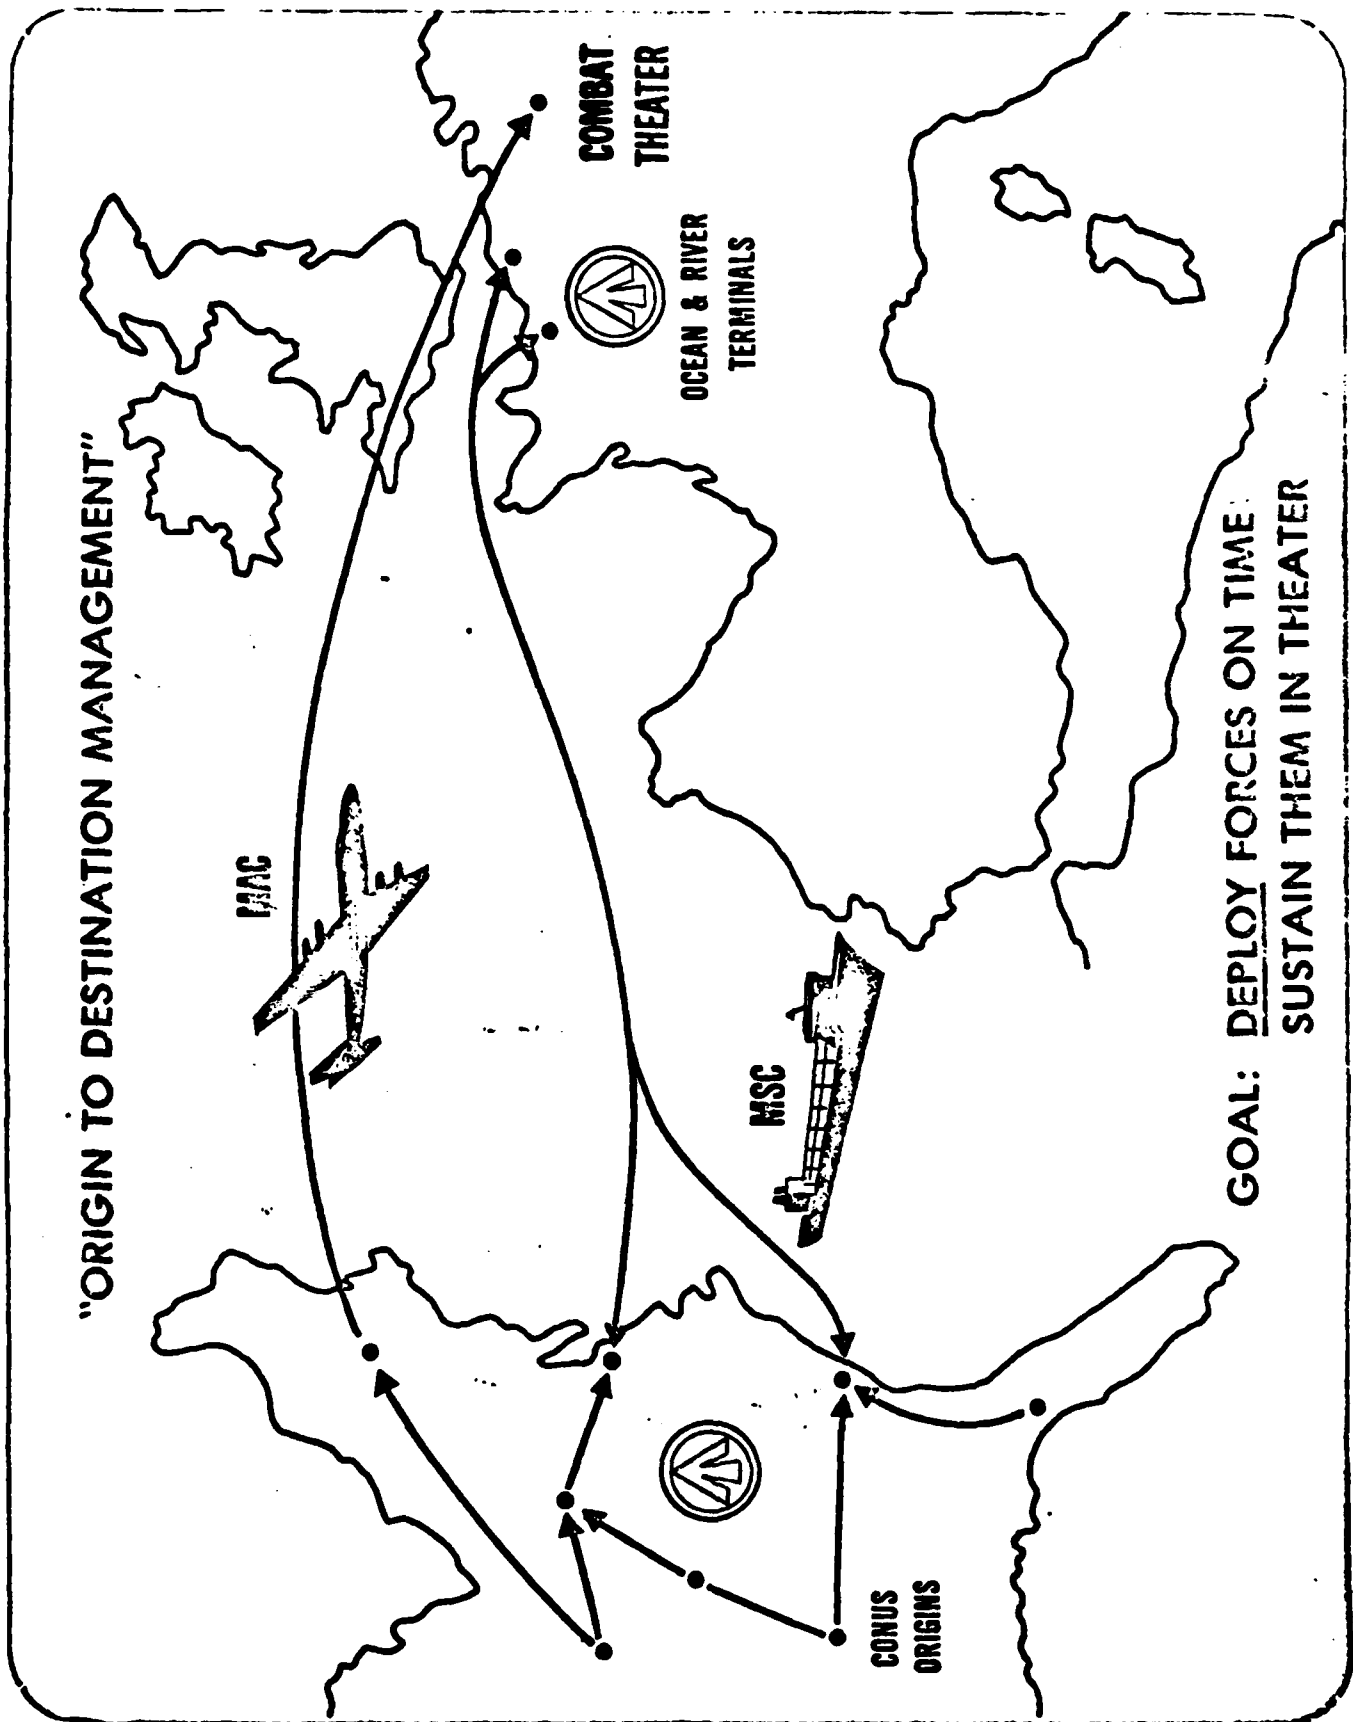 "ORIGIN TO DESTINATION MANAGEMENT"
MAC
COMBAT
THEATER
OCEAN & RIVER
TERMINALS
MSC
CONUS
ORIGINS
GOAL: DEPLOY FORCES ON TIME
SUSTAIN THEM IN THEATER